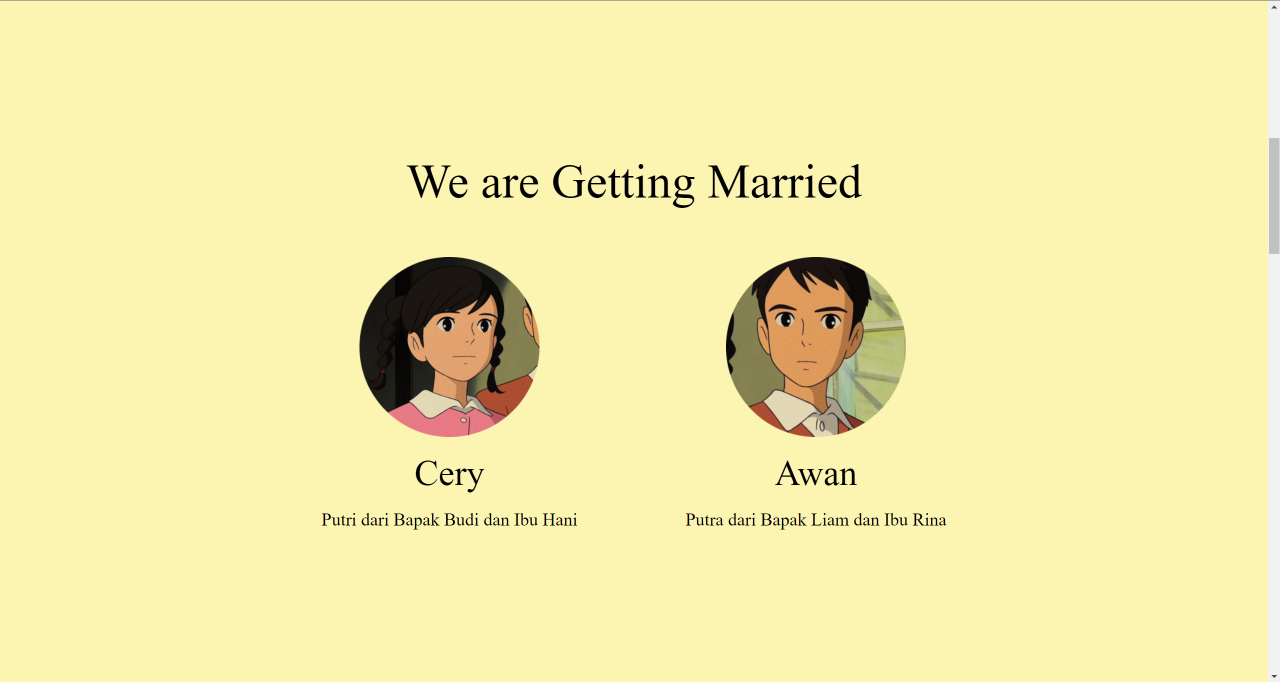 We are Getting Married
Cery
Putri dari Bapak Budi dan Ibu Hani
Awan
Putra dari Bapak Liam dan Ibu Rina